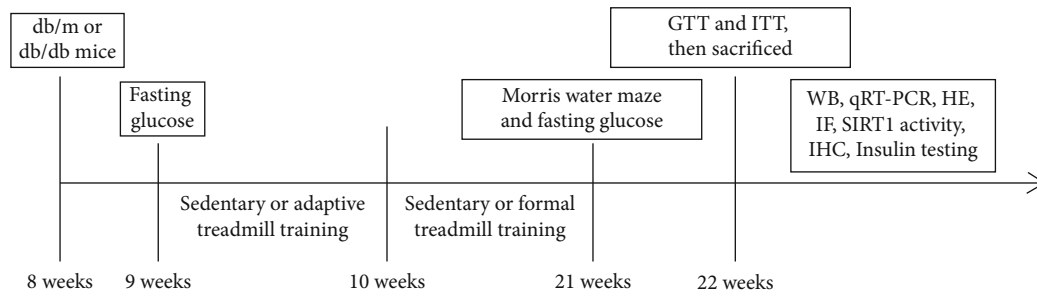 db/m or
db/db mice
Fasting
glucose
Morris water maze
and fasting glucose
GTT and ITT,
then sacrificed
WB, qRT-PCR, HE,
IF, SIRT1 activity,
IHC, Insulin testing
Sedentary or adaptive
treadmill training
Sedentary or formal
treadmill training
8 weeks
9 weeks
10 weeks
21 weeks
22 weeks